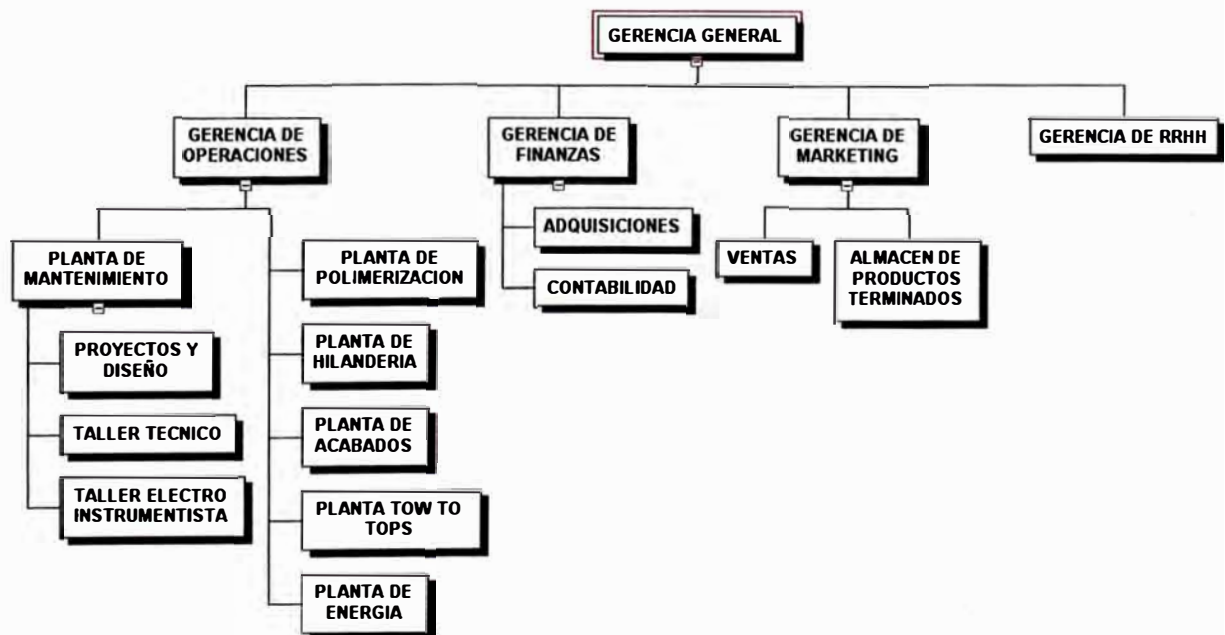 GERENCIA GENERAL
GERENCIA DE
OPERACIONES
GERENCIA DE
FINANZAS
GERENCIA DE
MARKETING
GERENCIA DE RRHH
PLANTA DE
MANTENIMIENTO
PROYECTOS Y
DISEÑO
TALLER TECNICO
TALLER ELECTRO
INSTRUMENTISTA
PLANTA DE
POLIMERIZACION
PLANTA DE
HILANDERIA
PLANTA DE
ACABADOS
PLANTA TOW TO
TOPS
PLANTA DE
ENERGIA
ADQUISICIONES
CONTABILIDAD
VENTAS
ALMACEN DE
PRODUCTOS
TERMINADOS